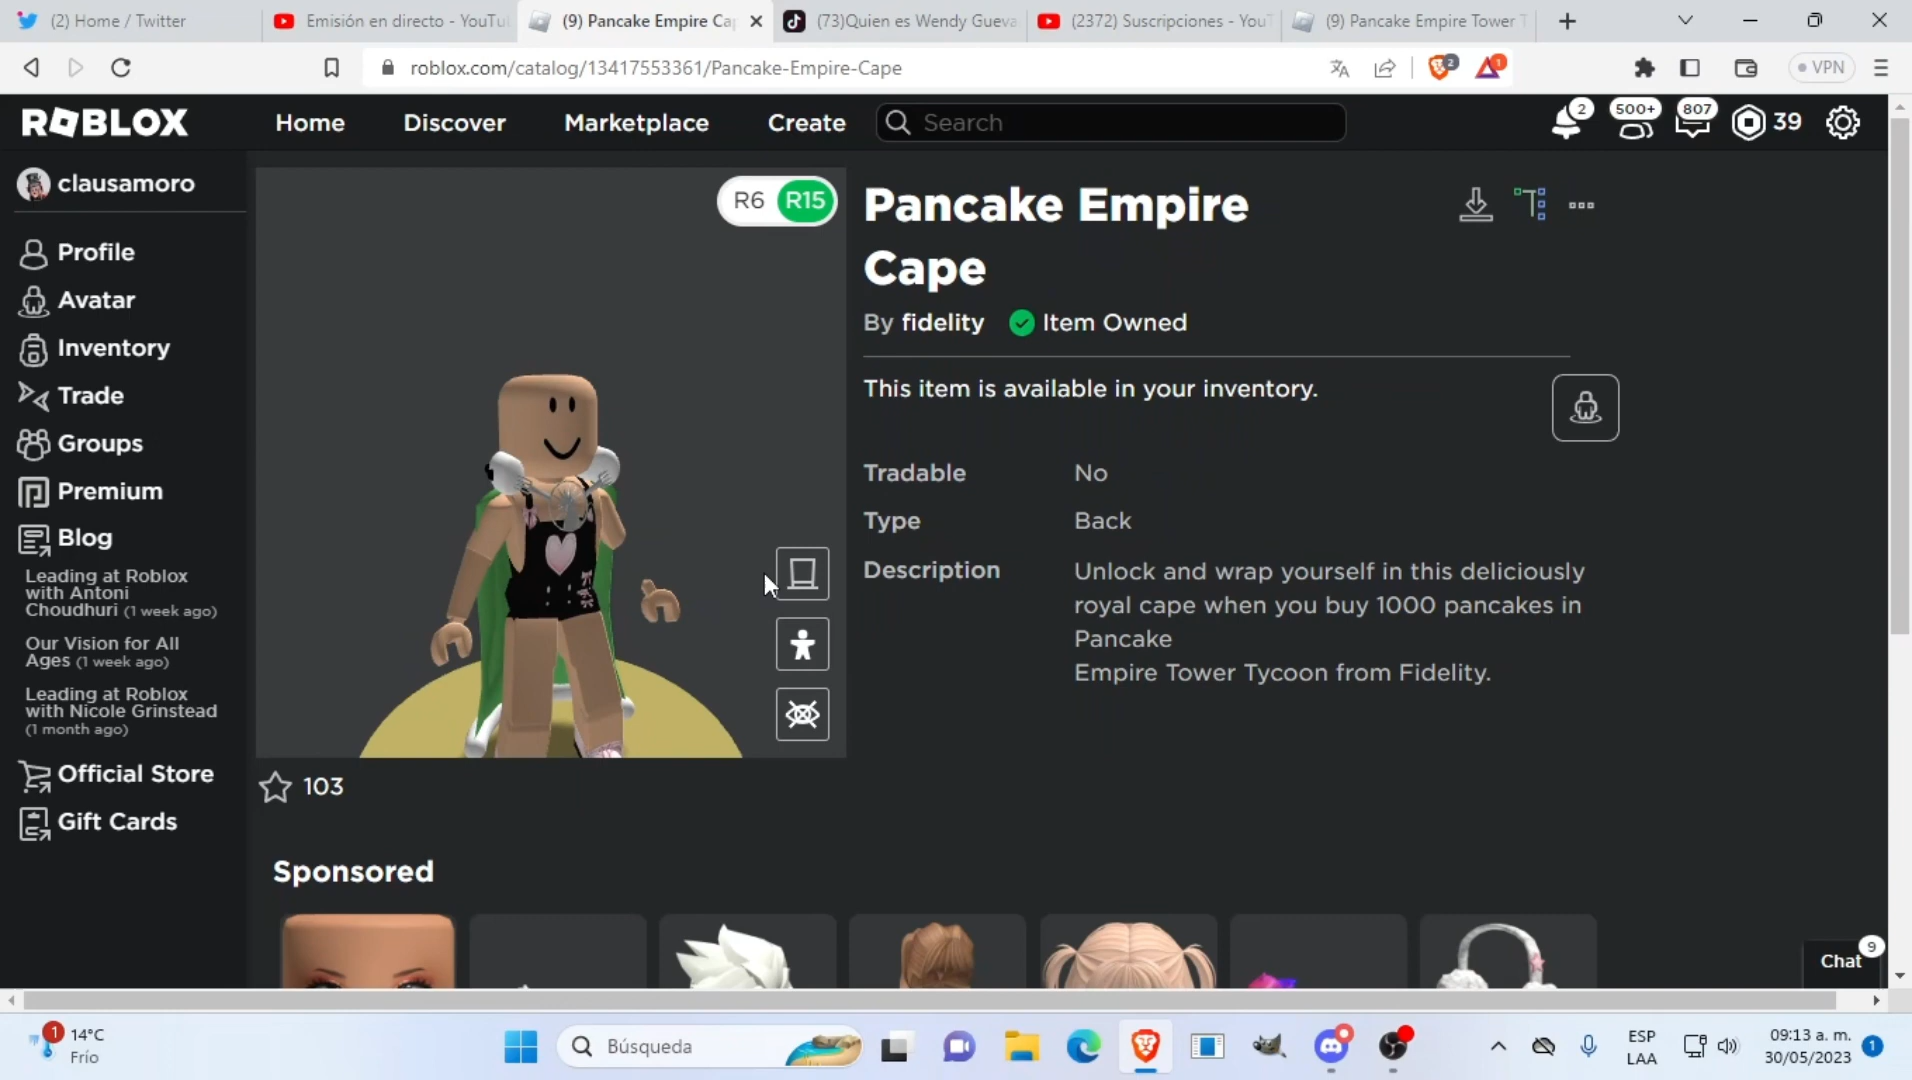 (2) Home / Twitter
Emisión en directo - YouTu
(9) Pancake Empire Ca
(73)Quien es Wendy Gueva
(2372) Suscripciones - YouT
(9) Pancake Empire Tower T
roblox.com/catalog/13417553361/Pancake-Empire-Cape
2
1
VPN
ROBLOX
Home
Discover
Marketplace
Create
Search
2
500+
807
39
clausamoro
Profile
Avatar
Inventory
Trade
Groups
Premium
Blog
Leading at Roblox
with Antoni
Choudhuri (1 week ago)
Our Vision for All
Ages (1 week ago)
Leading at Roblox
with Nicole Grinstead
(1 month ago)
Official Store
Gift Cards
R6 R15
Pancake Empire
Cape
By fidelity Item Owned
This item is available in your inventory.
Tradable No
Type Back
Description Unlock and wrap yourself in this deliciously
royal cape when you buy 1000 pancakes in
Pancake
Empire Tower Tycoon from Fidelity.
103
Sponsored
Chat
9
1
14°C
Frío
Búsqueda
ESP
LAA
09:13 a. m.
30/05/2023
1